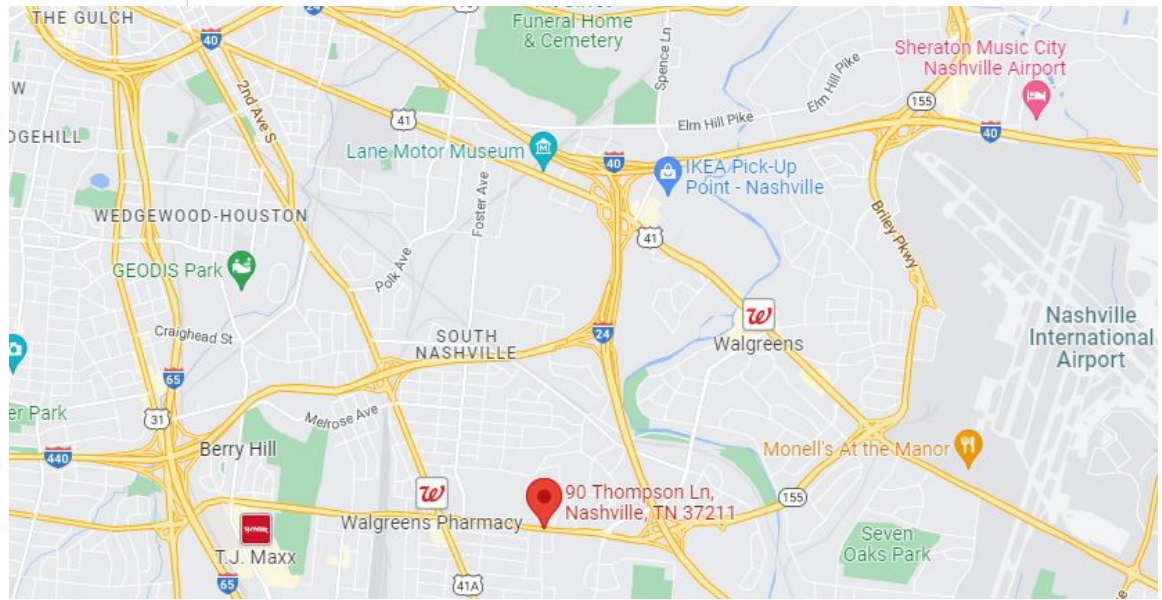 THE GULCH
24
70
Funeral Home
& Cemetery
Spence Ln
Sheraton Music City
Nashville Airport
40
2nd Ave S
Elm Hill Pike
155
41
Elm Hill Pike
40
Lane Motor Museum
40
IKEA Pick-Up
Point - Nashville
Foster Ave
WEDGEWOOD-HOUSTON
41
Briley Pkwy
GEODIS Park
Polk Ave
Craighead St
SOUTH
NASHVILLE
24
Walgreens
Nashville
International
Airport
65
31
Melrose Ave
er Park
Berry Hill
440
Monell's At the Manor
90 Thompson Ln,
Nashville, TN 37211
155
Walgreens Pharmacy
T.J. Maxx
Seven
Oaks Park
65
41A